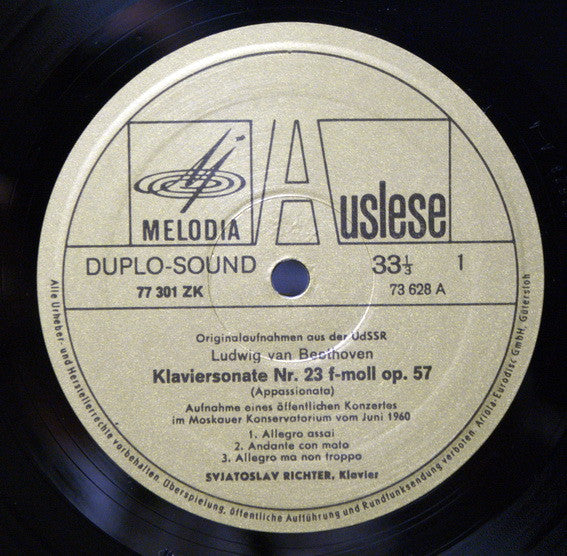 MELODIA
Auslese
DUPLO-SOUND 33⅓ 1
77 301 ZK 73 628 A
Originalaufnahmen aus der UdSSR
Ludwig van Beethoven
Klaviersonate Nr. 23 f-moll op. 57
(Appassionata)
Aufnahme eines öffentlichen Konzertes
im Moskauer Konservatorium vom Juni 1960
1. Allegro assai
2. Andante con moto
3. Allegro ma non troppo
SVJATOSLAV RICHTER, Klavier
Alle Urheber- und Herstellerrechte vorbehalten. Überspielung, öffentliche Aufführung und Rundfunksendung verboten Ariola-Eurodisc GmbH, Gütersloh